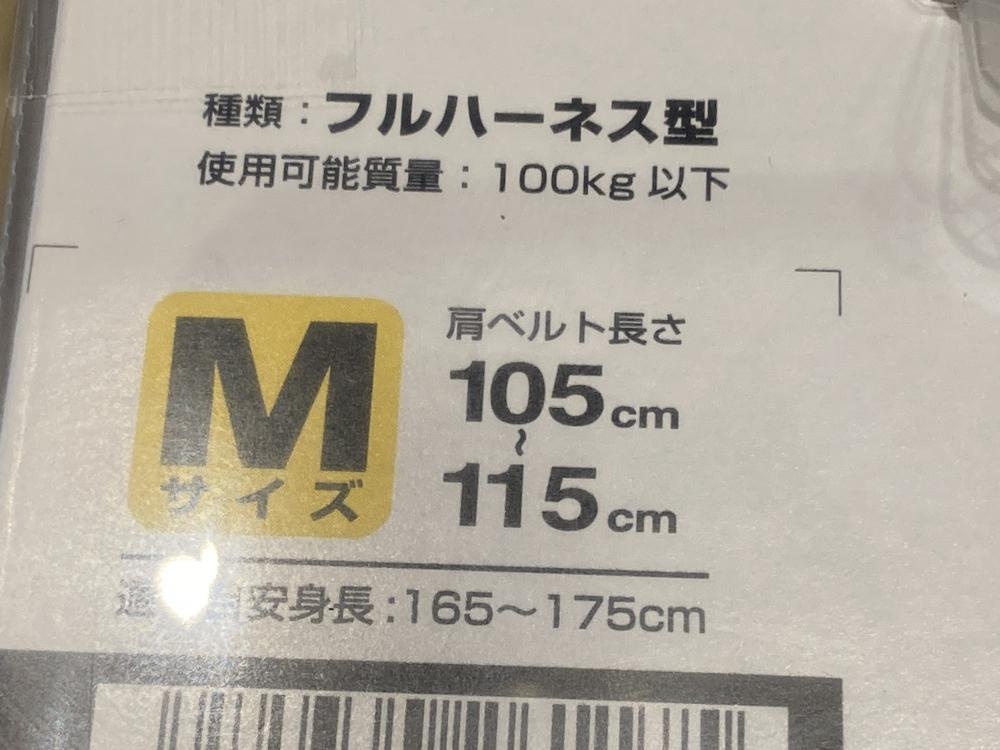 種類：フルハーネス型
使用可能質量：100kg 以下
M
サイズ
肩ベルト長さ
105cm
〜
115cm
安身長:165〜175cm